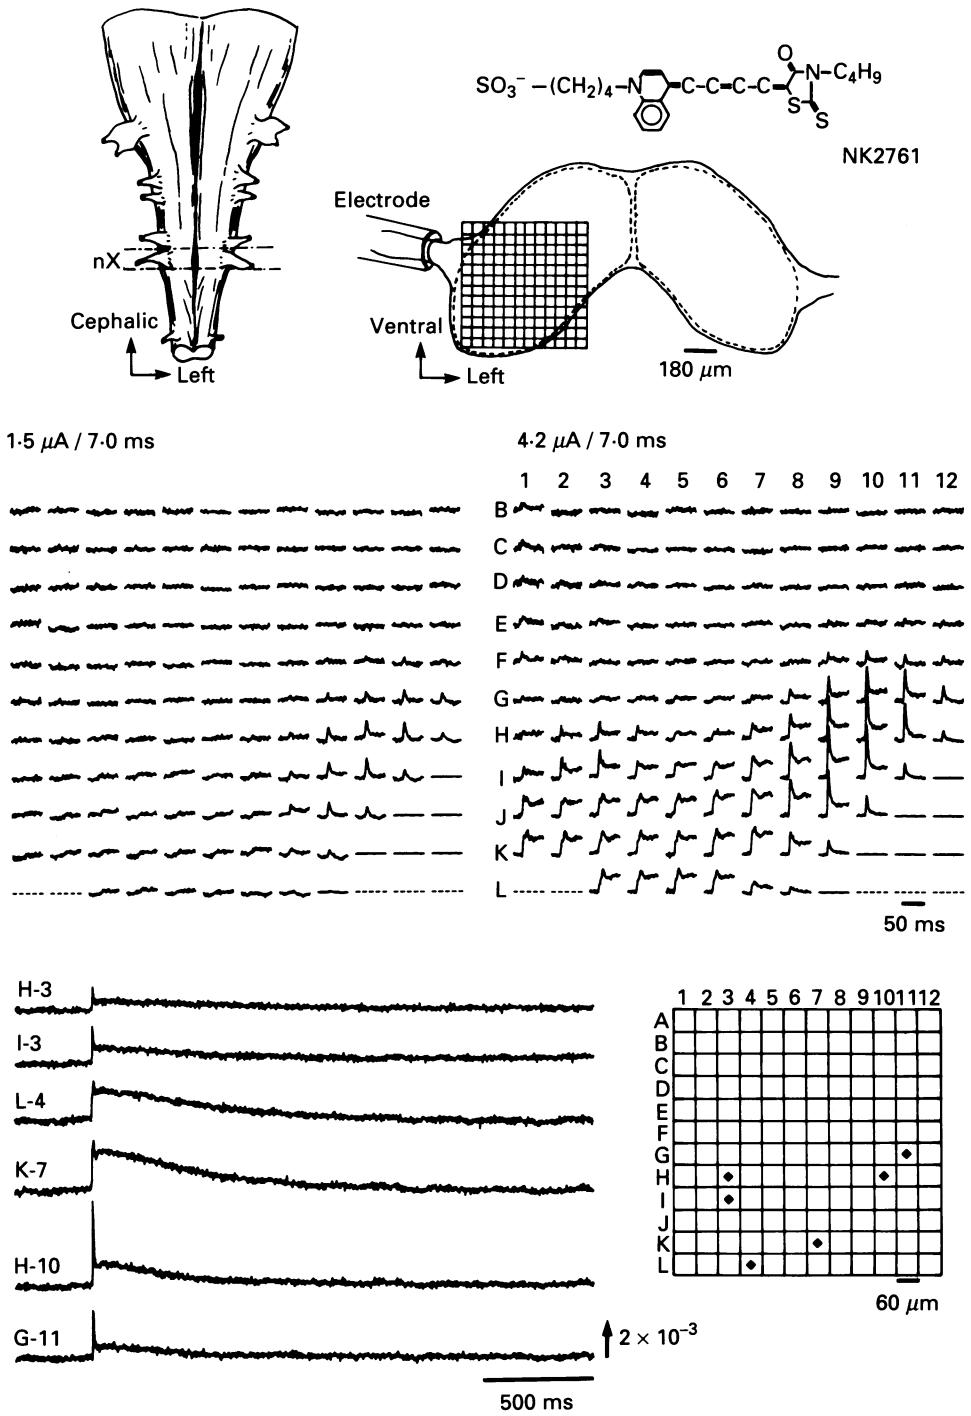 SO3− –(CH2)4–N =C–C=C–C= O N–C4H9 S S
NK2761
Electrode
nX
Cephalic
Left
Ventral
Left
180 μm
1·5 μA / 7·0 ms
4·2 μA / 7·0 ms
1 2 3 4 5 6 7 8 9 10 11 12
B
C
D
E
F
G
H
I
J
K
L
50 ms
H-3
I-3
L-4
K-7
H-10
G-11
2 × 10−3
500 ms
1 2 3 4 5 6 7 8 9 10 11 12
A
B
C
D
E
F
G
H
I
J
K
L
60 μm